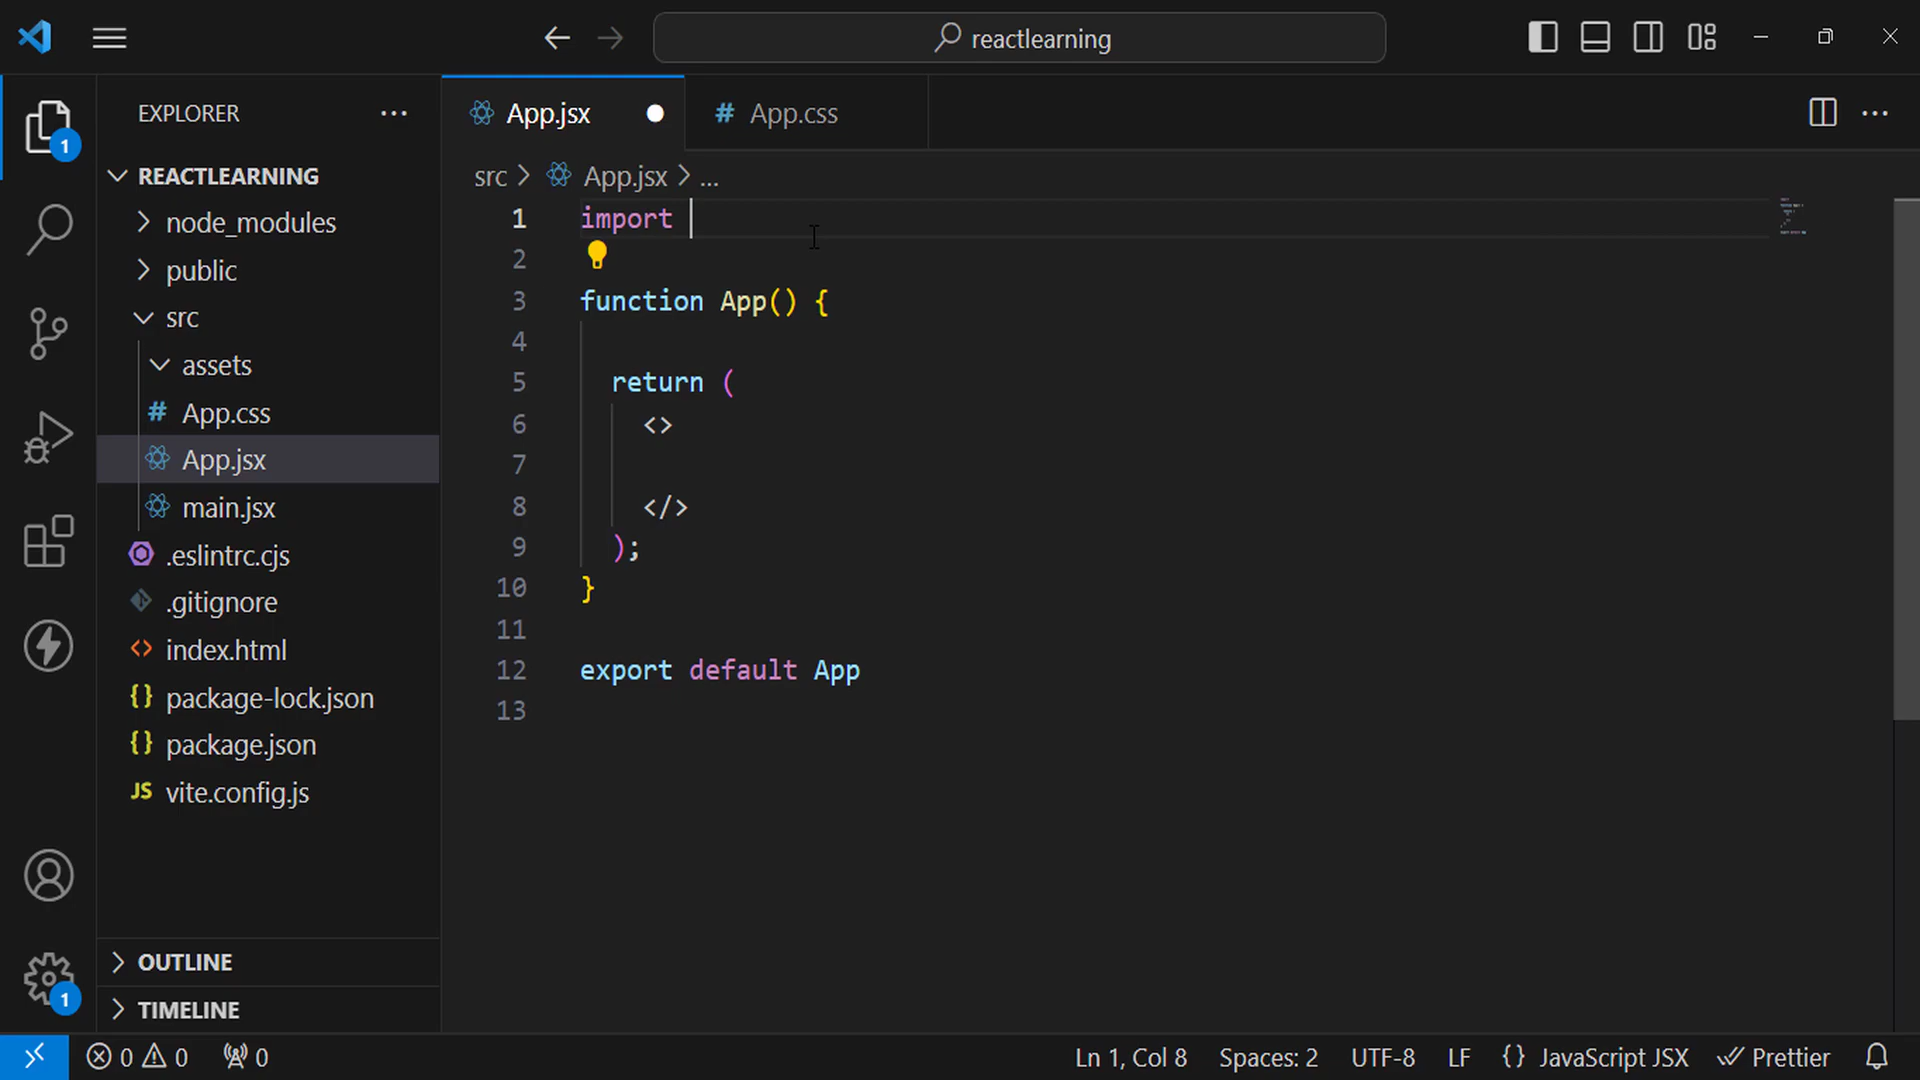 reactlearning
EXPLORER
App.jsx
# App.css
1
REACTLEARNING
node_modules
public
src
assets
# App.css
App.jsx
main.jsx
.eslintrc.cjs
.gitignore
<> index.html
{} package-lock.json
{} package.json
JS vite.config.js
OUTLINE
1
TIMELINE
src > App.jsx > ...
1 import
2
3 function App() {
4
5 return (
6 <>
7
8 </>
9 );
10 }
11
12 export default App
13
0 0 0 Ln 1, Col 8 Spaces: 2 UTF-8 LF {} JavaScript JSX Prettier